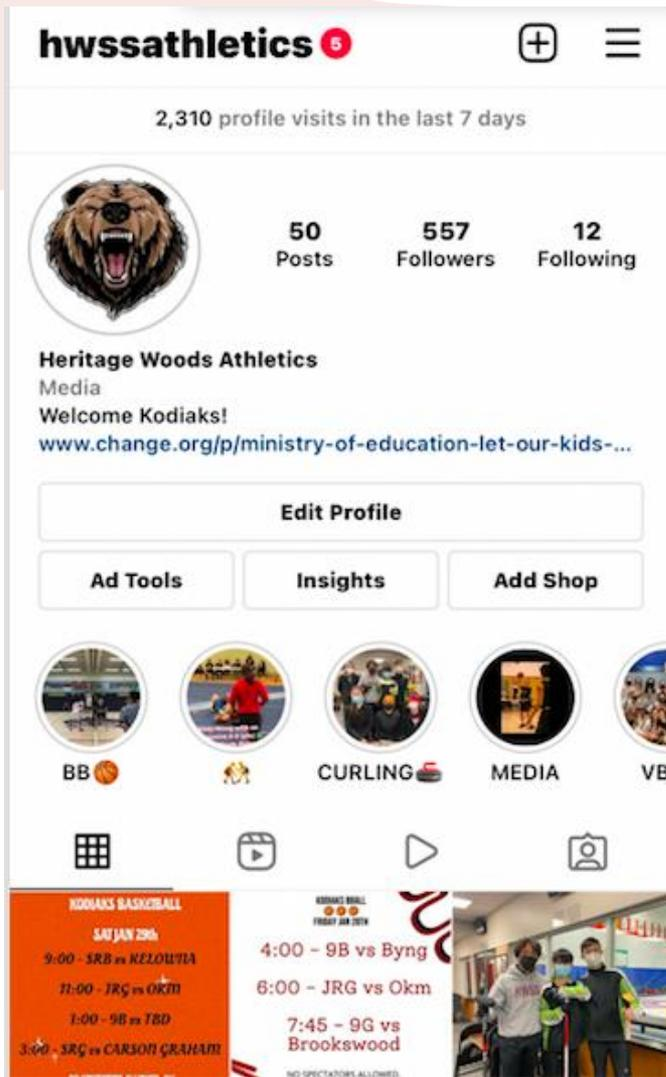 hwssathletics 5
2,310 profile visits in the last 7 days
50
Posts
557
Followers
12
Following
Heritage Woods Athletics
Media
Welcome Kodiaks!
www.change.org/p/ministry-of-education-let-our-kids-...
Edit Profile
Ad Tools
Insights
Add Shop
BB🏀
CURLING🥌
MEDIA
VB
KODIAKS BASKETBALL
SAT JAN 29th
9:00 - SRB vs KELOWNA
11:00 - JRG vs OKM
1:00 - 9B vs TBD
3:00 - SRG vs CARSON GRAHAM
KODIAKS BBALL
4:00 - 9B vs Byng
6:00 - JRG vs Okm
7:45 - 9G vs
Brookswood
NO SPECTATORS ALLOWED.